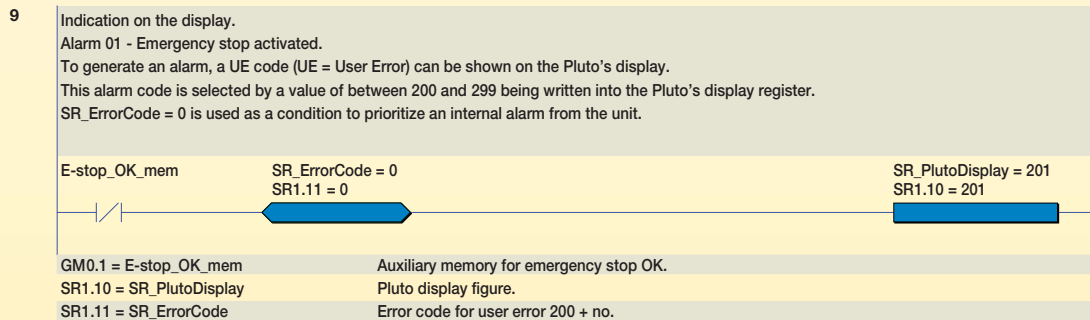 9
Indication on the display.
Alarm 01 - Emergency stop activated.
To generate an alarm, a UE code (UE = User Error) can be shown on the Pluto's display.
This alarm code is selected by a value of between 200 and 299 being written into the Pluto's display register.
SR_ErrorCode = 0 is used as a condition to prioritize an internal alarm from the unit.
E-stop_OK_mem SR_ErrorCode = 0 SR_PlutoDisplay = 201
SR1.11 = 0 SR1.10 = 201
GM0.1 = E-stop_OK_mem Auxiliary memory for emergency stop OK.
SR1.10 = SR_PlutoDisplay Pluto display figure.
SR1.11 = SR_ErrorCode Error code for user error 200 + no.